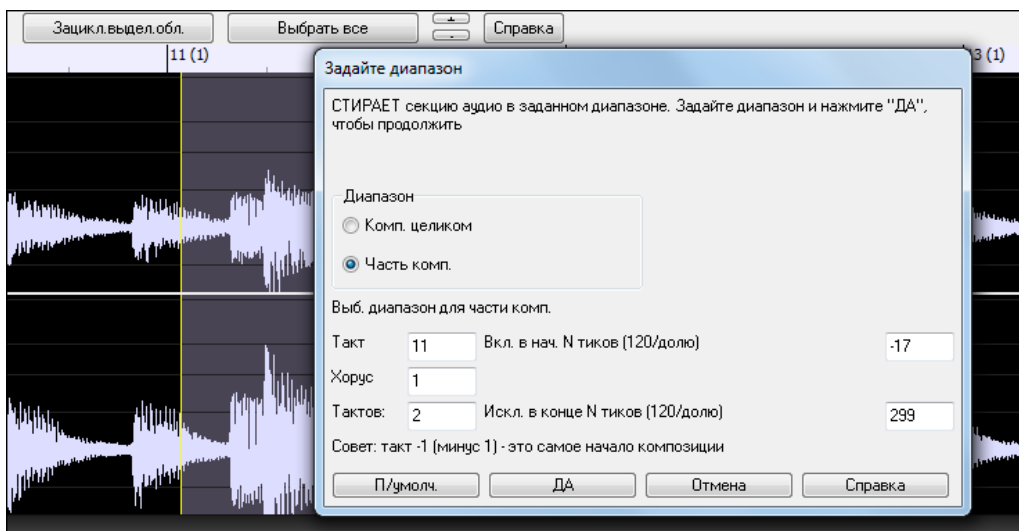 Зацикл.выдел.обл. Выбрать все + - Справка
11 (1) 13 (1)
Задайте диапазон
СТИРАЕТ секцию аудио в заданном диапазоне. Задайте диапазон и нажмите "ДА",
чтобы продолжить
Диапазон
Комп. целиком
Часть комп.
Выб. диапазон для части комп.
Такт 11 Вкл. в нач. N тиков (120/долю) -17
Хорус 1
Тактов: 2 Искл. в конце N тиков (120/долю) 299
Совет: такт -1 (минус 1) - это самое начало композиции
П/умолч. ДА Отмена Справка